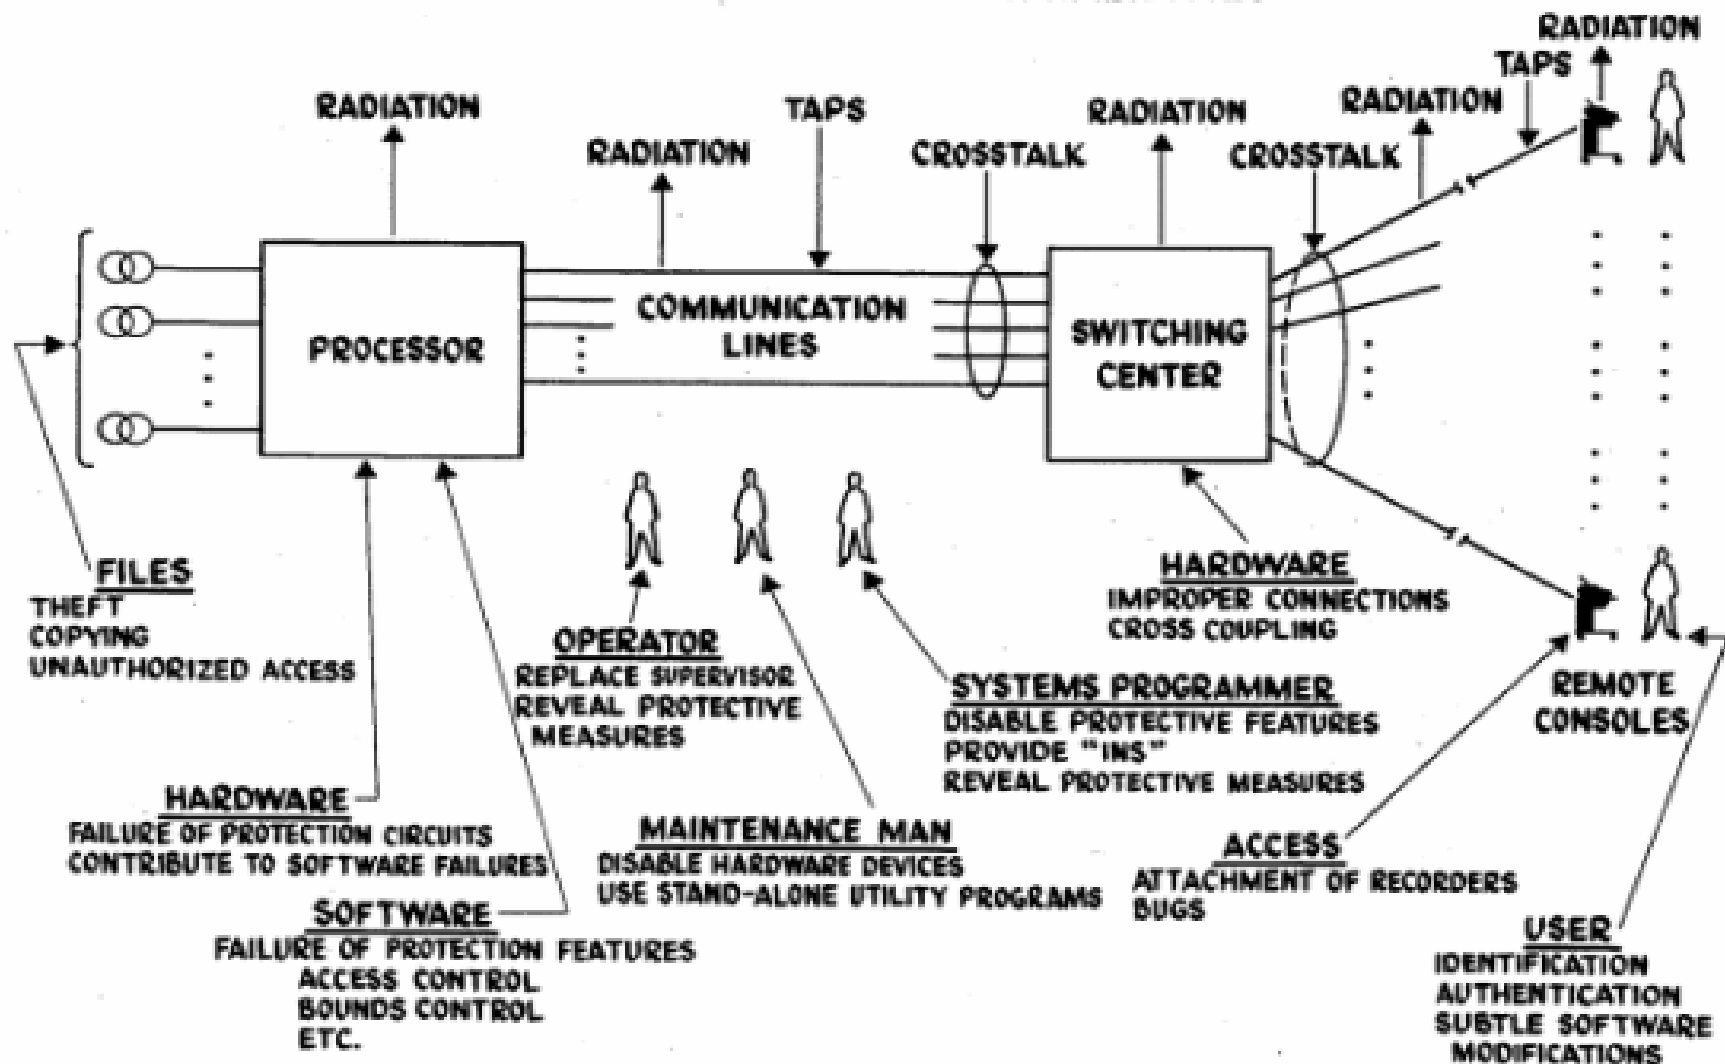 RADIATION
TAPS
RADIATION
RADIATION
TAPS
RADIATION
RADIATION
CROSSTALK
CROSSTALK
PROCESSOR
COMMUNICATION
LINES
SWITCHING
CENTER
FILES
THEFT
COPYING
UNAUTHORIZED ACCESS
OPERATOR
REPLACE SUPERVISOR
REVEAL PROTECTIVE
MEASURES
HARDWARE
IMPROPER CONNECTIONS
CROSS COUPLING
SYSTEMS PROGRAMMER
DISABLE PROTECTIVE FEATURES
PROVIDE "INS"
REVEAL PROTECTIVE MEASURES
REMOTE
CONSOLES
HARDWARE
FAILURE OF PROTECTION CIRCUITS
CONTRIBUTE TO SOFTWARE FAILURES
MAINTENANCE MAN
DISABLE HARDWARE DEVICES
USE STAND-ALONE UTILITY PROGRAMS
ACCESS
ATTACHMENT OF RECORDERS
BUGS
SOFTWARE
FAILURE OF PROTECTION FEATURES
ACCESS CONTROL
BOUNDS CONTROL
ETC.
USER
IDENTIFICATION
AUTHENTICATION
SUBTLE SOFTWARE
MODIFICATIONS